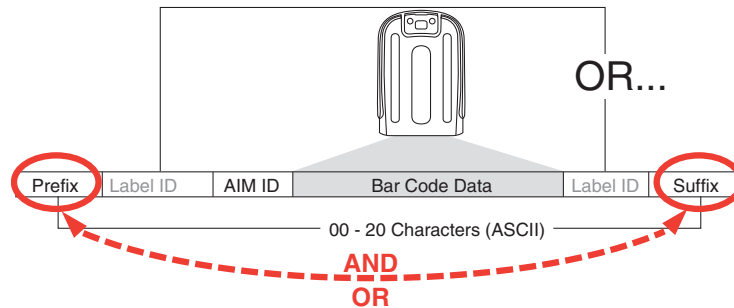 OR...
Prefix Label ID AIM ID Bar Code Data Label ID Suffix
00 - 20 Characters (ASCII)
AND
OR